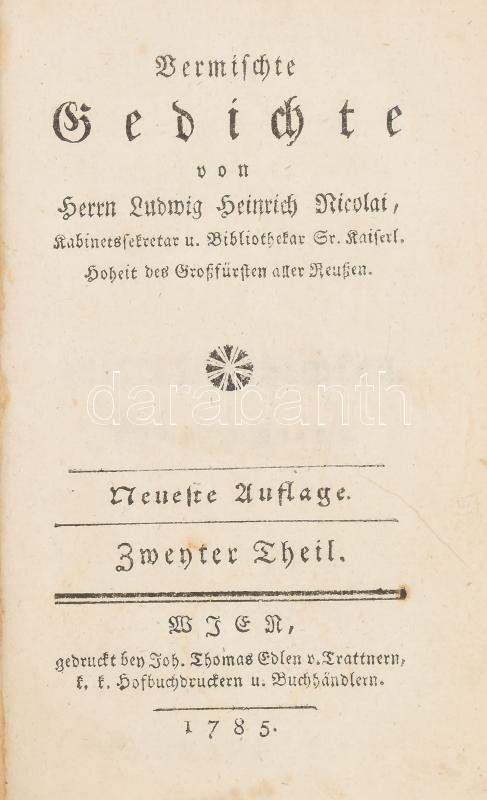 Vermischte
Gedichte
von
Herrn Ludwig Heinrich Nicolai,
Kabinetssekretar u. Bibliothekar Sr. Kaiserl.
Hoheit des Großfürsten aller Reußen.
darabanth
Neueste Auflage.
Zweyter Theil.
WIEN,
gedruckt bey Joh. Thomas Edlen v. Trattnern,
k. k. Hofbuchdruckern u. Buchhändlern.
1785.